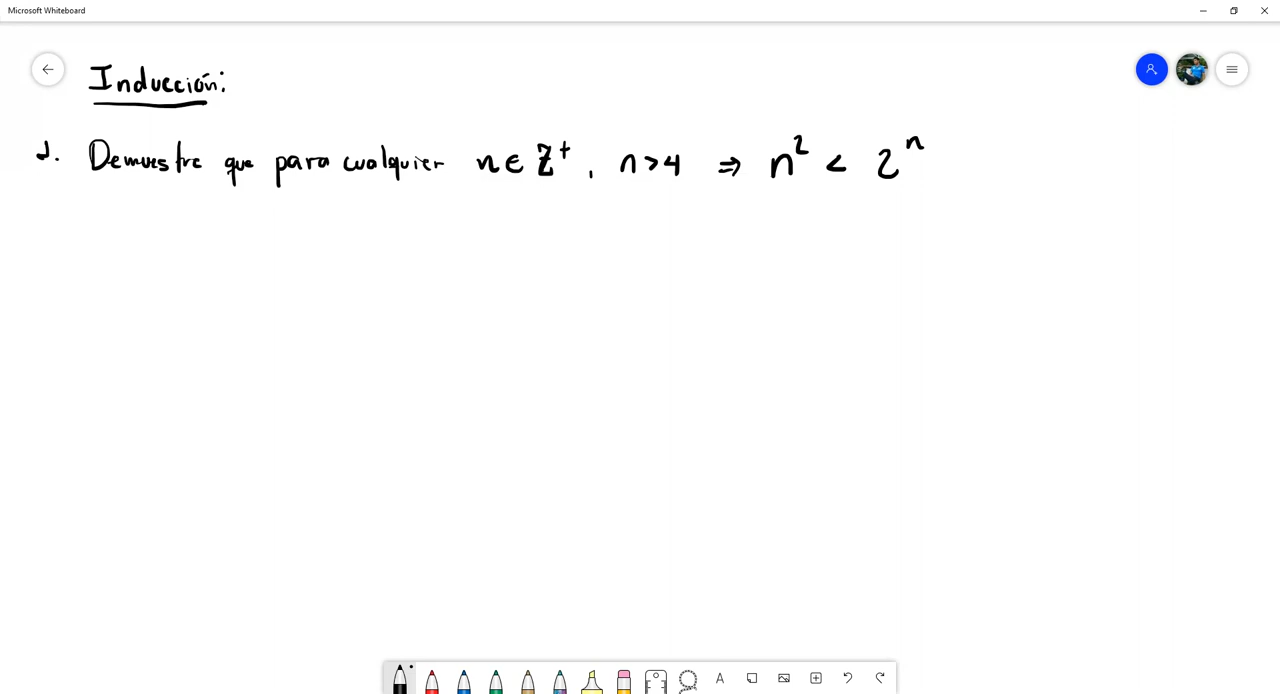 Microsoft Whiteboard
Inducción:
1. Demuestre que para cualquier n ∈ Z⁺, n > 4 ⇒ n² < 2ⁿ
A